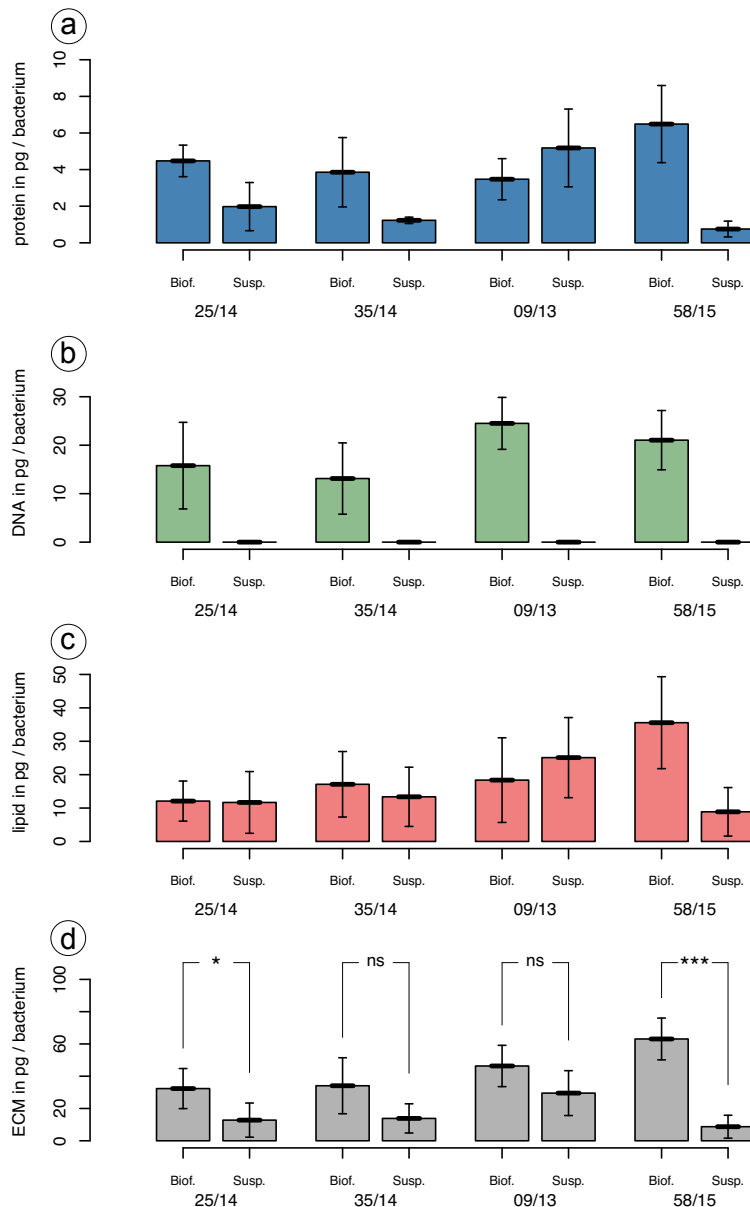 a
protein in pg / bacterium
10
8
6
4
2
0
Biof. Susp. Biof. Susp. Biof. Susp. Biof. Susp.
25/14 35/14 09/13 58/15
b
DNA in pg / bacterium
30
20
10
0
Biof. Susp. Biof. Susp. Biof. Susp. Biof. Susp.
25/14 35/14 09/13 58/15
c
lipid in pg / bacterium
50
40
30
20
10
0
Biof. Susp. Biof. Susp. Biof. Susp. Biof. Susp.
25/14 35/14 09/13 58/15
d
ECM in pg / bacterium
* ns ns ***
100
60
20
0
Biof. Susp. Biof. Susp. Biof. Susp. Biof. Susp.
25/14 35/14 09/13 58/15